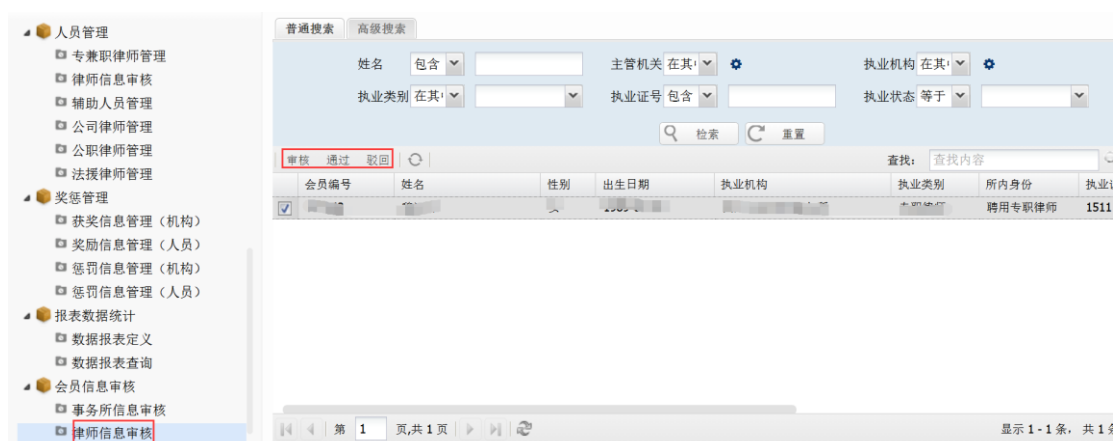 人员管理
专兼职律师管理
律师信息审核
辅助人员管理
公司律师管理
公职律师管理
法援律师管理
奖惩管理
获奖信息管理（机构）
奖励信息管理（人员）
惩罚信息管理（机构）
惩罚信息管理（人员）
报表数据统计
数据报表定义
数据报表查询
会员信息审核
事务所信息审核
律师信息审核
普通搜索 高级搜索
姓名 包含 主管机关 在其 执业机构 在其
执业类别 在其 执业证号 包含 执业状态 等于
检索 重置
审核 通过 驳回 查找： 查找内容
会员编号 姓名 性别 出生日期 执业机构 执业类别 所内身份 执业
聘用专职律师 1511
第 1 页,共 1 页 显示 1 - 1 条， 共 1